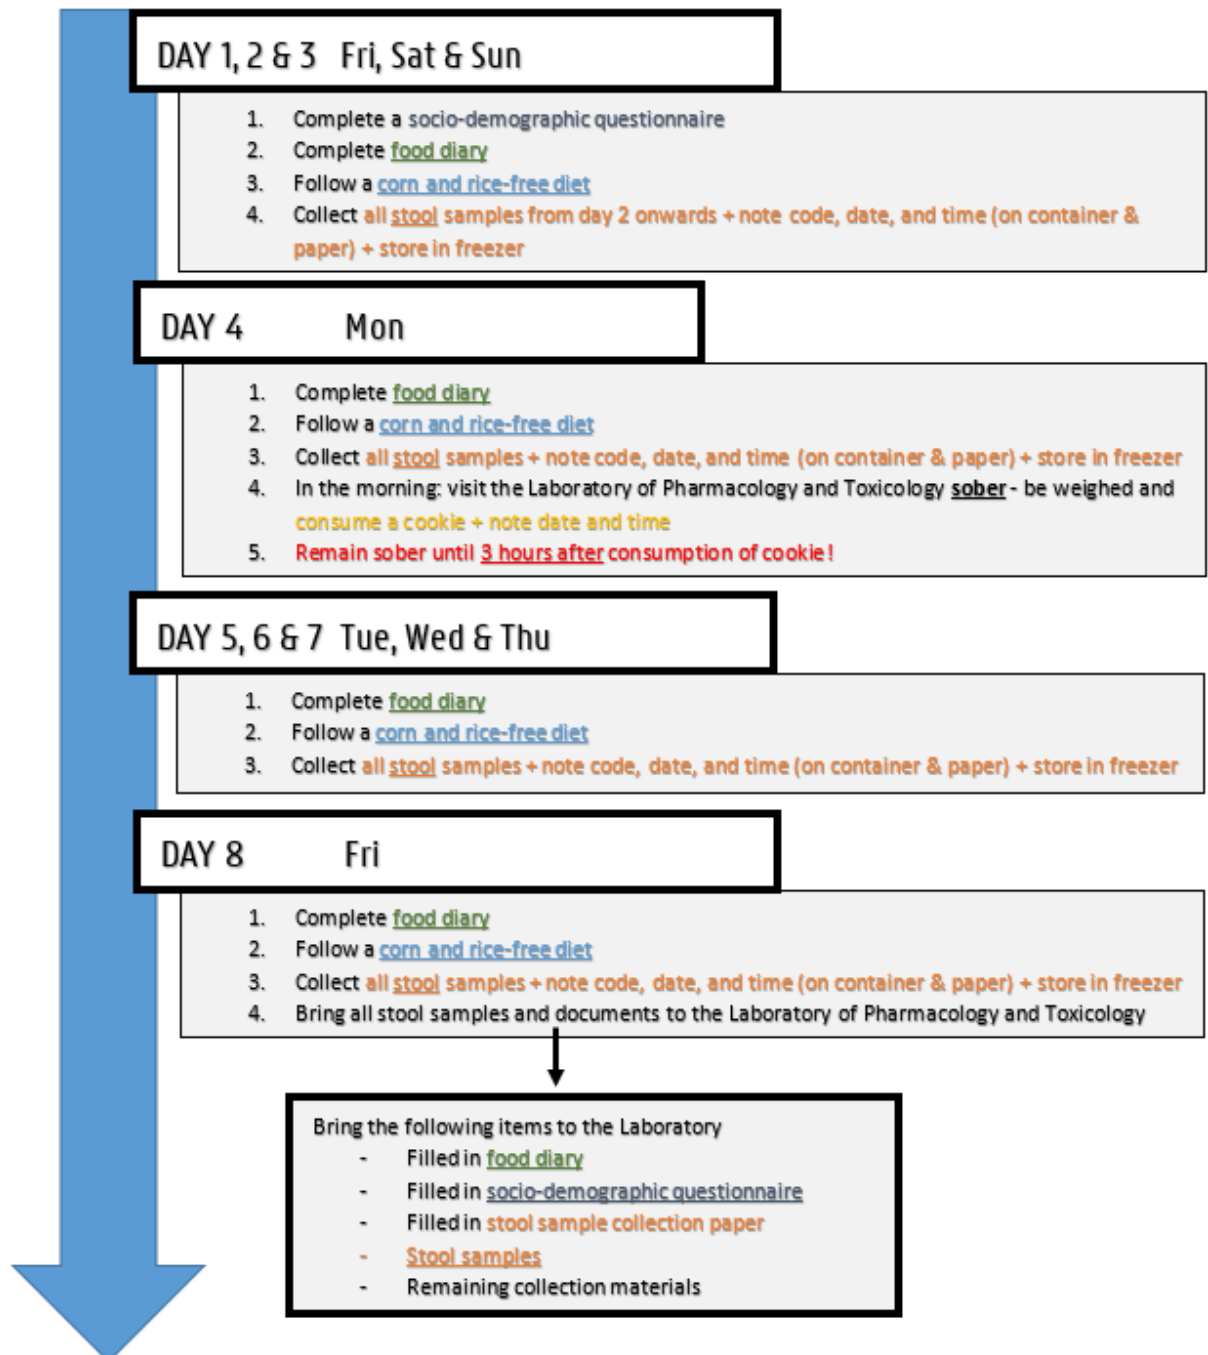 DAY 1, 2 & 3 Fri, Sat & Sun
1. Complete a socio-demographic questionnaire
2. Complete food diary
3. Follow a corn and rice-free diet
4. Collect all stool samples from day 2 onwards + note code, date, and time (on container &
paper) + store in freezer
DAY 4 Mon
1. Complete food diary
2. Follow a corn and rice-free diet
3. Collect all stool samples + note code, date, and time (on container & paper) + store in freezer
4. In the morning: visit the Laboratory of Pharmacology and Toxicology sober - be weighed and
consume a cookie + note date and time
5. Remain sober until 3 hours after consumption of cookie!
DAY 5, 6 & 7 Tue, Wed & Thu
1. Complete food diary
2. Follow a corn and rice-free diet
3. Collect all stool samples + note code, date, and time (on container & paper) + store in freezer
DAY 8 Fri
1. Complete food diary
2. Follow a corn and rice-free diet
3. Collect all stool samples + note code, date, and time (on container & paper) + store in freezer
4. Bring all stool samples and documents to the Laboratory of Pharmacology and Toxicology
Bring the following items to the Laboratory
- Filled in food diary
- Filled in socio-demographic questionnaire
- Filled in stool sample collection paper
- Stool samples
- Remaining collection materials